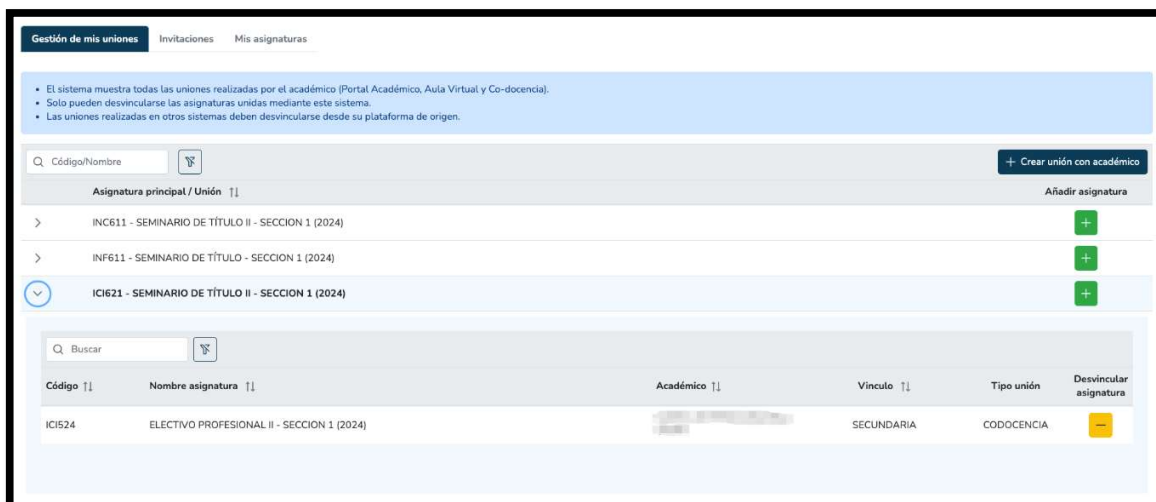 Gestión de mis uniones Invitaciones Mis asignaturas
• El sistema muestra todas las uniones realizadas por el académico (Portal Académico, Aula Virtual y Co-docencia).
• Solo pueden desvincularse las asignaturas unidas mediante este sistema.
• Las uniones realizadas en otros sistemas deben desvincularse desde su plataforma de origen.
Código/Nombre + Crear unión con académico
Asignatura principal / Unión Añadir asignatura
INC611 - SEMINARIO DE TÍTULO II - SECCION 1 (2024)
INF611 - SEMINARIO DE TÍTULO - SECCION 1 (2024)
ICI621 - SEMINARIO DE TÍTULO II - SECCION 1 (2024)
Buscar
Código Nombre asignatura Académico Vinculo Tipo unión Desvincular asignatura
ICI524 ELECTIVO PROFESIONAL II - SECCION 1 (2024) SECUNDARIA CODOCENCIA